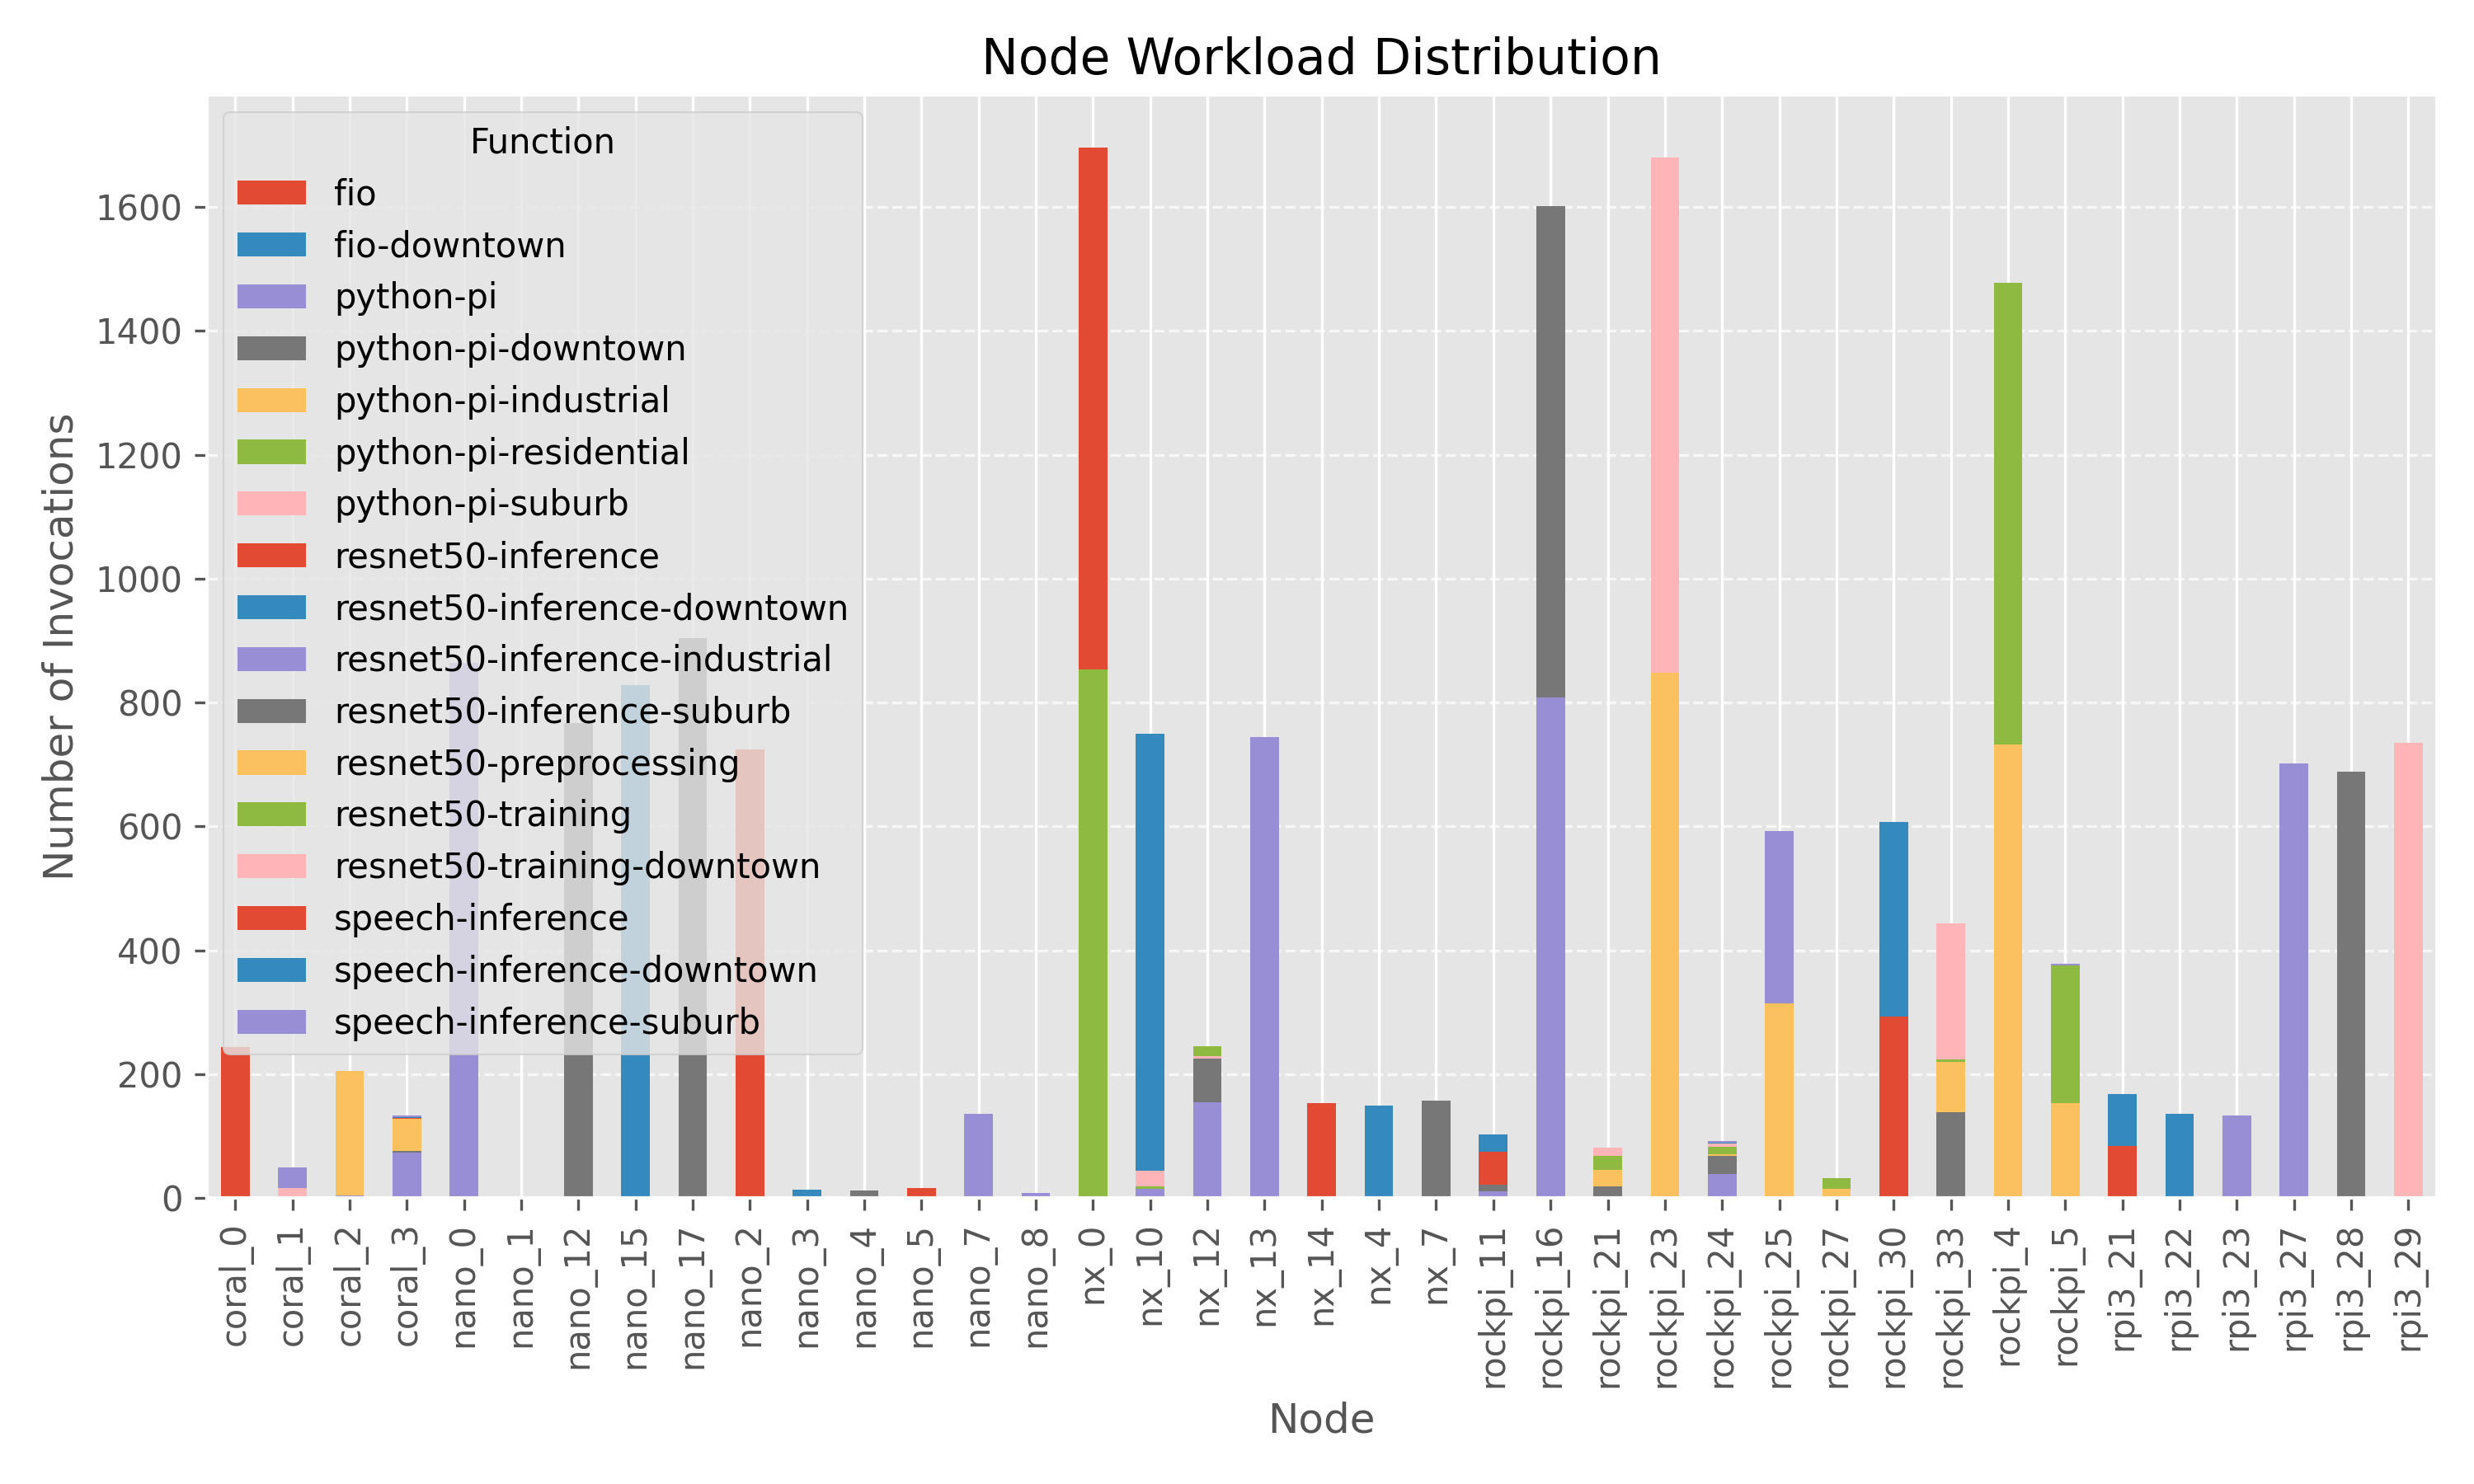 Node Workload Distribution
Number of Invocations
1600
1400
1200
1000
800
600
400
200
0
Function
fio
fio-downtown
python-pi
python-pi-downtown
python-pi-industrial
python-pi-residential
python-pi-suburb
resnet50-inference
resnet50-inference-downtown
resnet50-inference-industrial
resnet50-inference-suburb
resnet50-preprocessing
resnet50-training
resnet50-training-downtown
speech-inference
speech-inference-downtown
speech-inference-suburb
coral_0
coral_1
coral_2
coral_3
nano_0
nano_1
nano_12
nano_15
nano_17
nano_2
nano_3
nano_4
nano_5
nano_7
nano_8
nx_0
nx_10
nx_12
nx_13
nx_14
nx_4
nx_7
rockpi_11
rockpi_16
rockpi_21
rockpi_23
rockpi_24
rockpi_25
rockpi_27
rockpi_30
rockpi_33
rockpi_4
rockpi_5
rpi3_21
rpi3_22
rpi3_23
rpi3_27
rpi3_28
rpi3_29
Node